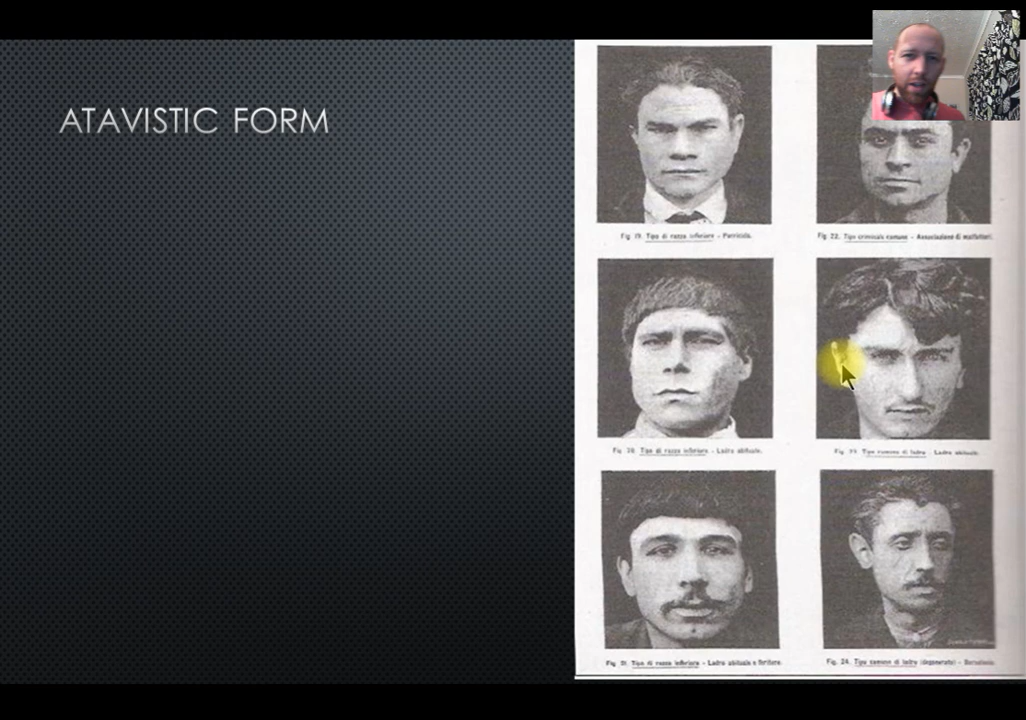 ATAVISTIC FORM
Fig 19. Tipo di razza inferiore - Parricida.
Fig 22. Tipo criminale comune - Associazione di malfattori.
Fig 20. Tipo di razza inferiore - Ladro abituale.
Fig 23. Tipo comune di ladro - Ladro abituale.
Fig 21. Tipo di razza inferiore - Ladro abituale e feritore.
Fig 24. Tipo comune di ladro (degenerato) -